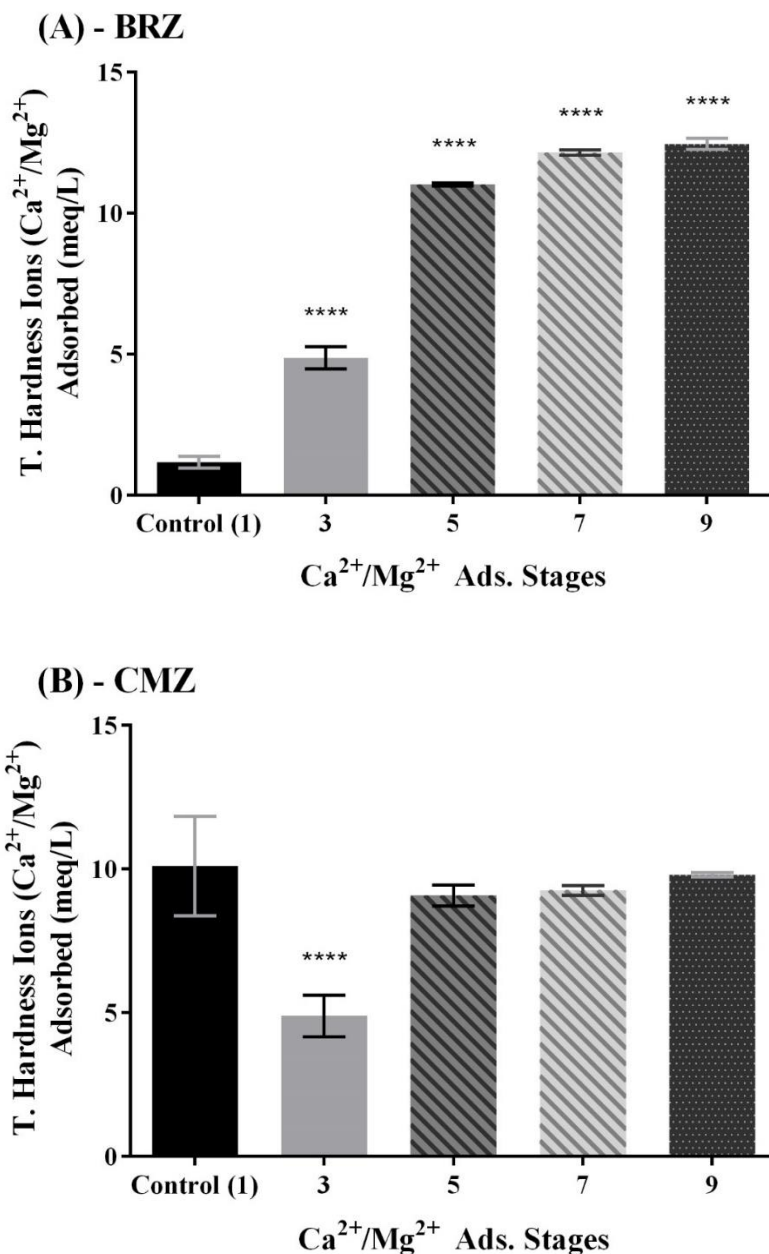 (A) - BRZ
T. Hardness Ions (Ca²⁺/Mg²⁺)
Adsorbed (meq/L)
15
10
5
0
****
****
****
****
Control (1) 3 5 7 9
Ca²⁺/Mg²⁺ Ads. Stages
(B) - CMZ
T. Hardness Ions (Ca²⁺/Mg²⁺)
Adsorbed (meq/L)
15
10
5
0
****
Control (1) 3 5 7 9
Ca²⁺/Mg²⁺ Ads. Stages